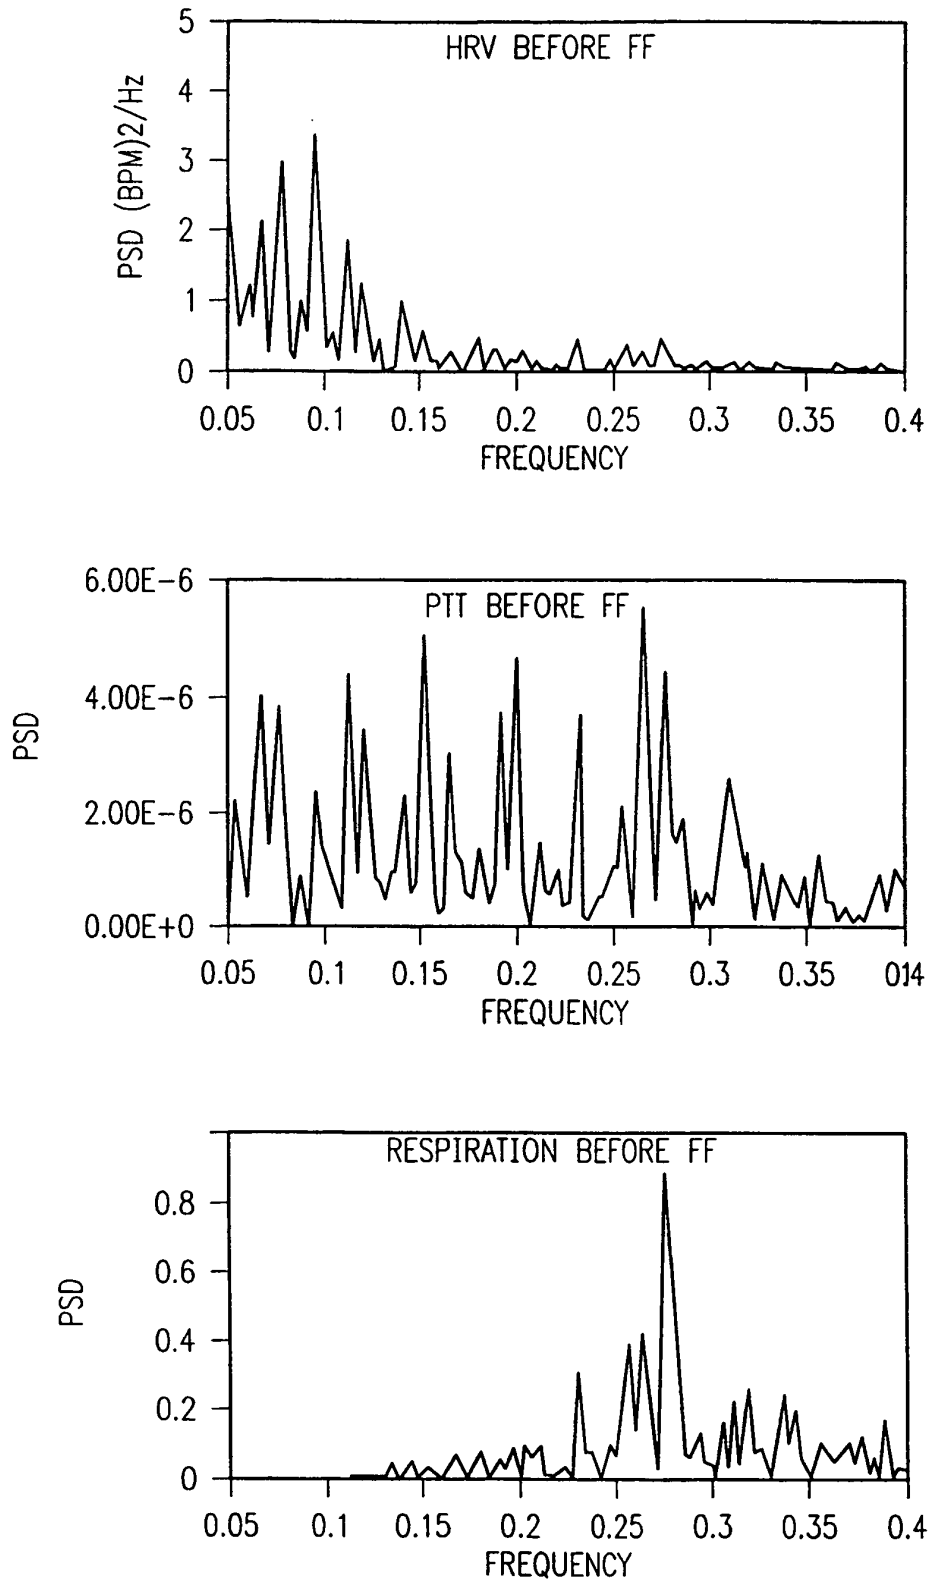 HRV BEFORE FF
PSD (BPM)2/Hz
5
4
3
2
1
0
0.05 0.1 0.15 0.2 0.25 0.3 0.35 0.4
FREQUENCY
PTT BEFORE FF
PSD
6.00E-6
4.00E-6
2.00E-6
0.00E+0
0.05 0.1 0.15 0.2 0.25 0.3 0.35 014
FREQUENCY
RESPIRATION BEFORE FF
PSD
0.8
0.6
0.4
0.2
0
0.05 0.1 0.15 0.2 0.25 0.3 0.35 0.4
FREQUENCY